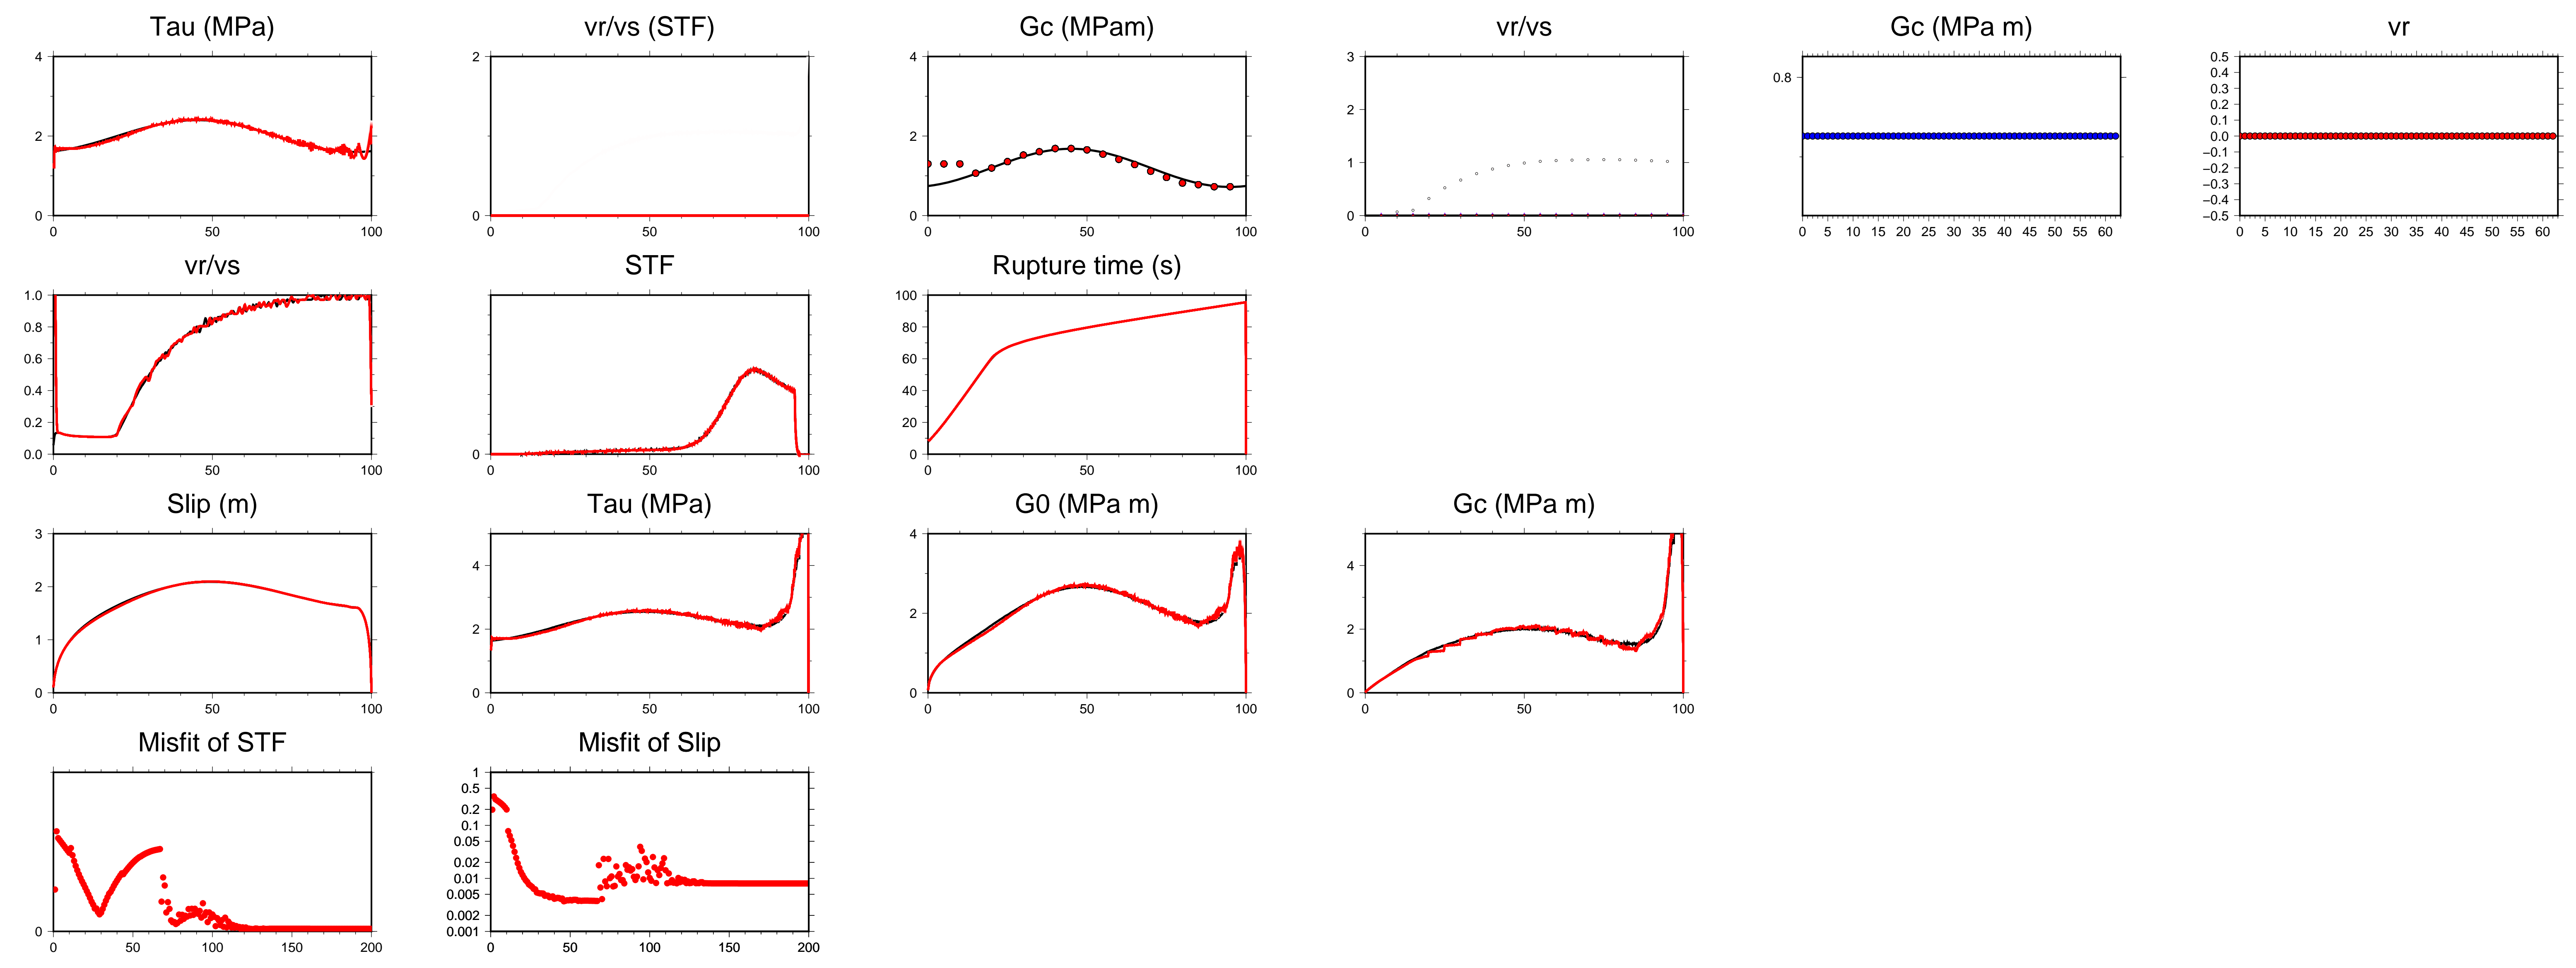 Tau (MPa) vr/vs (STF) Gc (MPam) vr/vs Gc (MPa m) vr
4 2 4 3 0.8 0.5
0.4
0.3
2 0.2
0.1
2 2 0.0
1 −0.1
−0.2
−0.3
−0.4
0 0 0 0 −0.5
0 50 100 0 50 100 0 50 100 0 50 100 0 5 10 15 20 25 30 35 40 45 50 55 60 0 5 10 15 20 25 30 35 40 45 50 55 60
vr/vs STF Rupture time (s)
1.0 100
0.8 80
0.6 60
0.4 40
0.2 20
0.0 0 0
0 50 100 0 50 100 0 50 100
Slip (m) Tau (MPa) G0 (MPa m) Gc (MPa m)
3 4 4 4
2 2 2 2
1
0 0 0 0
0 50 100 0 50 100 0 50 100 0 50 100
Misfit of STF Misfit of Slip
1
0.5
0.2
0.1
0.05
0.02
0.01
0.005
0.002
0 0.001
0 50 100 150 200 0 50 100 150 200